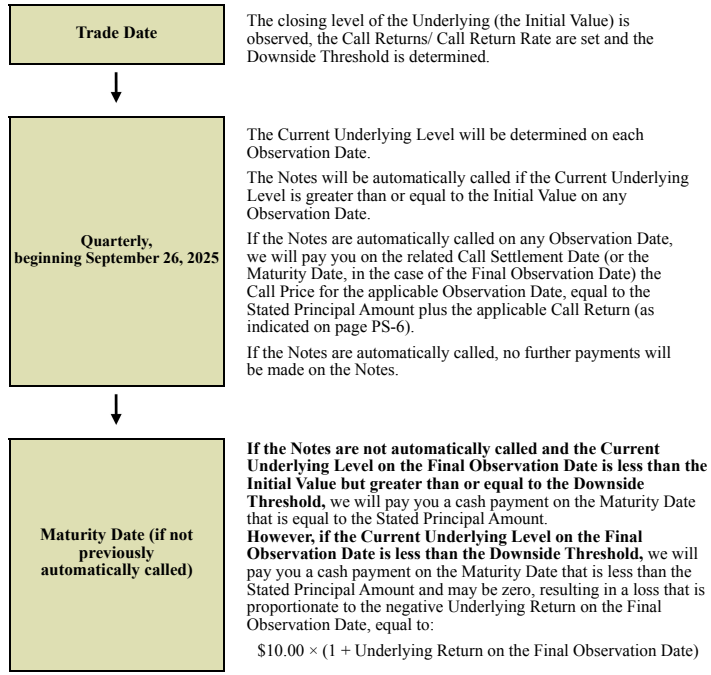 Trade Date
The closing level of the Underlying (the Initial Value) is
observed, the Call Returns/ Call Return Rate are set and the
Downside Threshold is determined.
Quarterly,
beginning September 26, 2025
The Current Underlying Level will be determined on each
Observation Date.
The Notes will be automatically called if the Current Underlying
Level is greater than or equal to the Initial Value on any
Observation Date.
If the Notes are automatically called on any Observation Date,
we will pay you on the related Call Settlement Date (or the
Maturity Date, in the case of the Final Observation Date) the
Call Price for the applicable Observation Date, equal to the
Stated Principal Amount plus the applicable Call Return (as
indicated on page PS-6).
If the Notes are automatically called, no further payments will
be made on the Notes.
Maturity Date (if not
previously
automatically called)
If the Notes are not automatically called and the Current
Underlying Level on the Final Observation Date is less than the
Initial Value but greater than or equal to the Downside
Threshold, we will pay you a cash payment on the Maturity Date
that is equal to the Stated Principal Amount.
However, if the Current Underlying Level on the Final
Observation Date is less than the Downside Threshold, we will
pay you a cash payment on the Maturity Date that is less than the
Stated Principal Amount and may be zero, resulting in a loss that is
proportionate to the negative Underlying Return on the Final
Observation Date, equal to:
$10.00 × (1 + Underlying Return on the Final Observation Date)